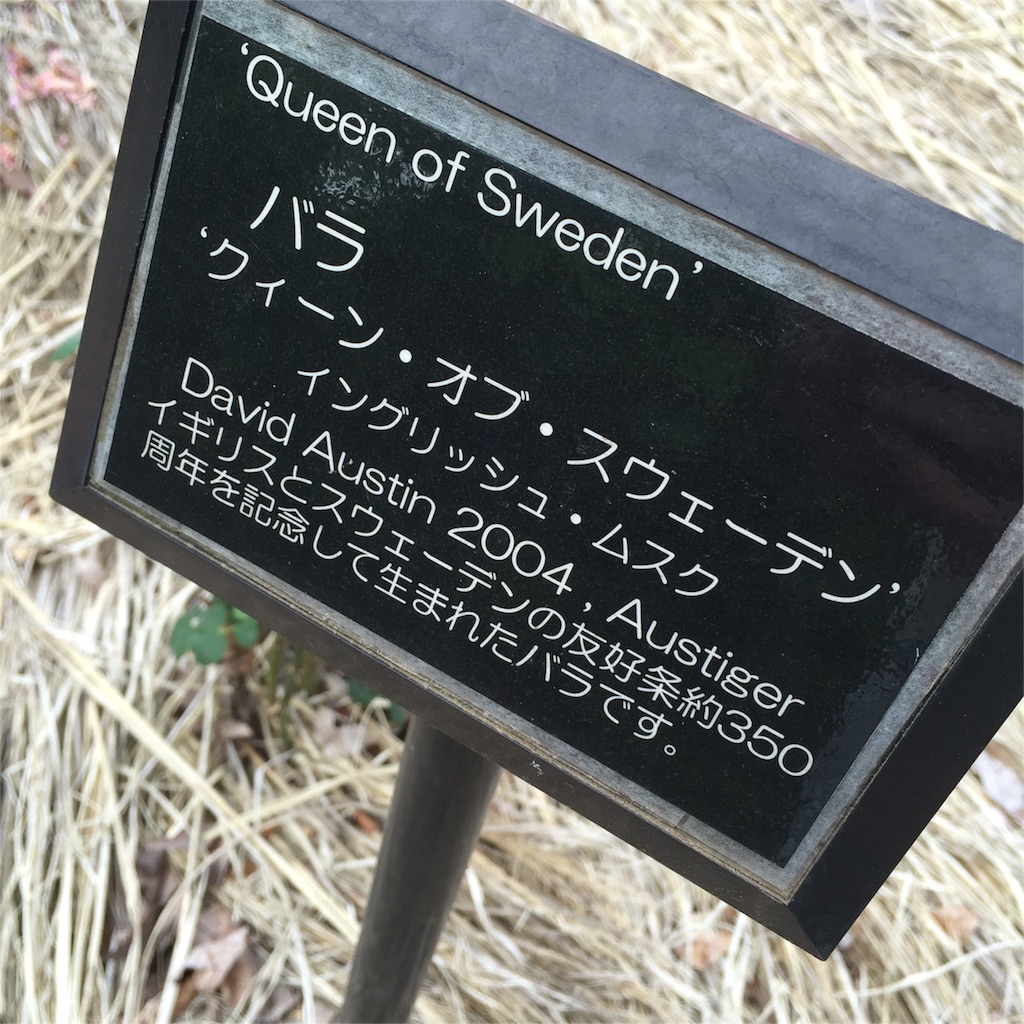 ‘Queen of Sweden’
バラ
‘クィーン・オブ・スウェーデン’
イングリッシュ・ムスク
David Austin 2004 , Austiger
イギリスとスウェーデンの友好条約350
周年を記念して生まれたバラです。